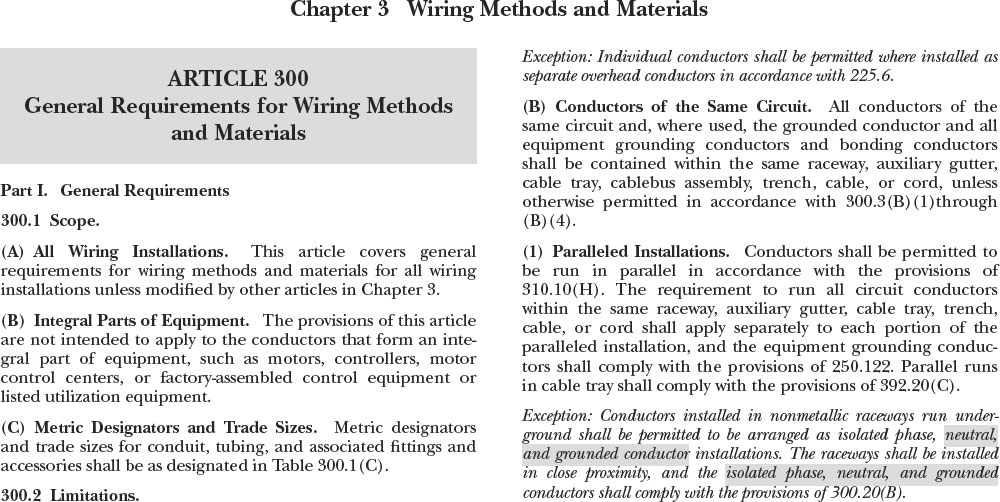 Chapter 3 Wiring Methods and Materials
ARTICLE 300
General Requirements for Wiring Methods
and Materials
Part I. General Requirements
300.1 Scope.
(A) All Wiring Installations. This article covers general
requirements for wiring methods and materials for all wiring
installations unless modified by other articles in Chapter 3.
(B) Integral Parts of Equipment. The provisions of this article
are not intended to apply to the conductors that form an inte-
gral part of equipment, such as motors, controllers, motor
control centers, or factory-assembled control equipment or
listed utilization equipment.
(C) Metric Designators and Trade Sizes. Metric designators
and trade sizes for conduit, tubing, and associated fittings and
accessories shall be as designated in Table 300.1(C).
300.2 Limitations.
Exception: Individual conductors shall be permitted where installed as
separate overhead conductors in accordance with 225.6.
(B) Conductors of the Same Circuit. All conductors of the
same circuit and, where used, the grounded conductor and all
equipment grounding conductors and bonding conductors
shall be contained within the same raceway, auxiliary gutter,
cable tray, cablebus assembly, trench, cable, or cord, unless
otherwise permitted in accordance with 300.3(B)(1)through
(B)(4).
(1) Paralleled Installations. Conductors shall be permitted to
be run in parallel in accordance with the provisions of
310.10(H). The requirement to run all circuit conductors
within the same raceway, auxiliary gutter, cable tray, trench,
cable, or cord shall apply separately to each portion of the
paralleled installation, and the equipment grounding conduc-
tors shall comply with the provisions of 250.122. Parallel runs
in cable tray shall comply with the provisions of 392.20(C).
Exception: Conductors installed in nonmetallic raceways run under-
ground shall be permitted to be arranged as isolated phase, neutral,
and grounded conductor installations. The raceways shall be installed
in close proximity, and the isolated phase, neutral, and grounded
conductors shall comply with the provisions of 300.20(B).